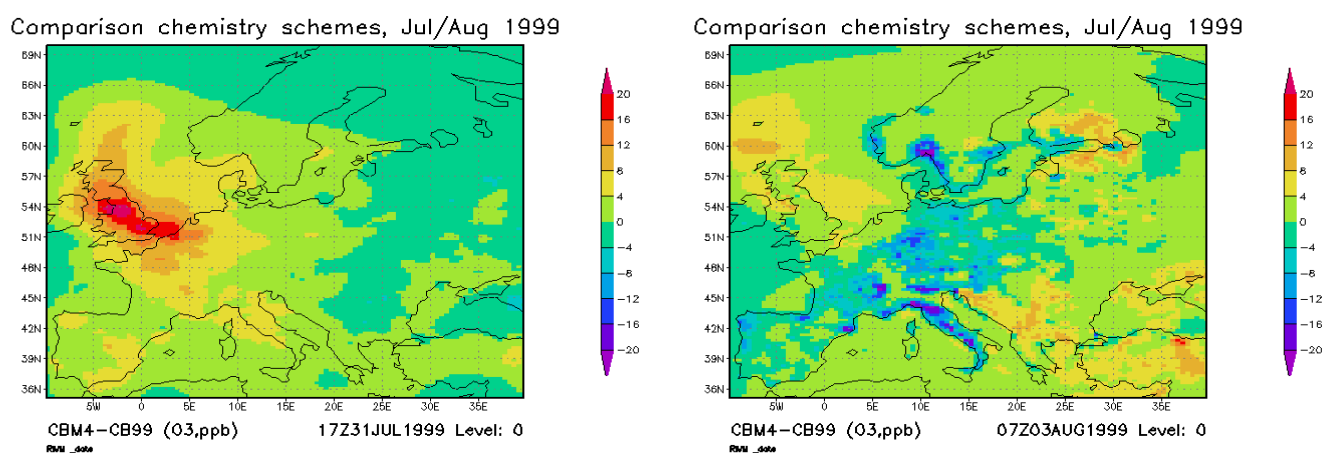 Comparison chemistry schemes, Jul/Aug 1999
69N
66N
63N
60N
57N
54N
51N
48N
45N
42N
39N
36N
5W 0 5E 10E 15E 20E 25E 30E 35E
20
16
12
8
4
0
−4
−8
−12
−16
−20
CBM4−CB99 (O3,ppb) 17Z31JUL1999 Level: 0
RIVM _date
Comparison chemistry schemes, Jul/Aug 1999
69N
66N
63N
60N
57N
54N
51N
48N
45N
42N
39N
36N
5W 0 5E 10E 15E 20E 25E 30E 35E
20
16
12
8
4
0
−4
−8
−12
−16
−20
CBM4−CB99 (O3,ppb) 07Z03AUG1999 Level: 0
RIVM _date